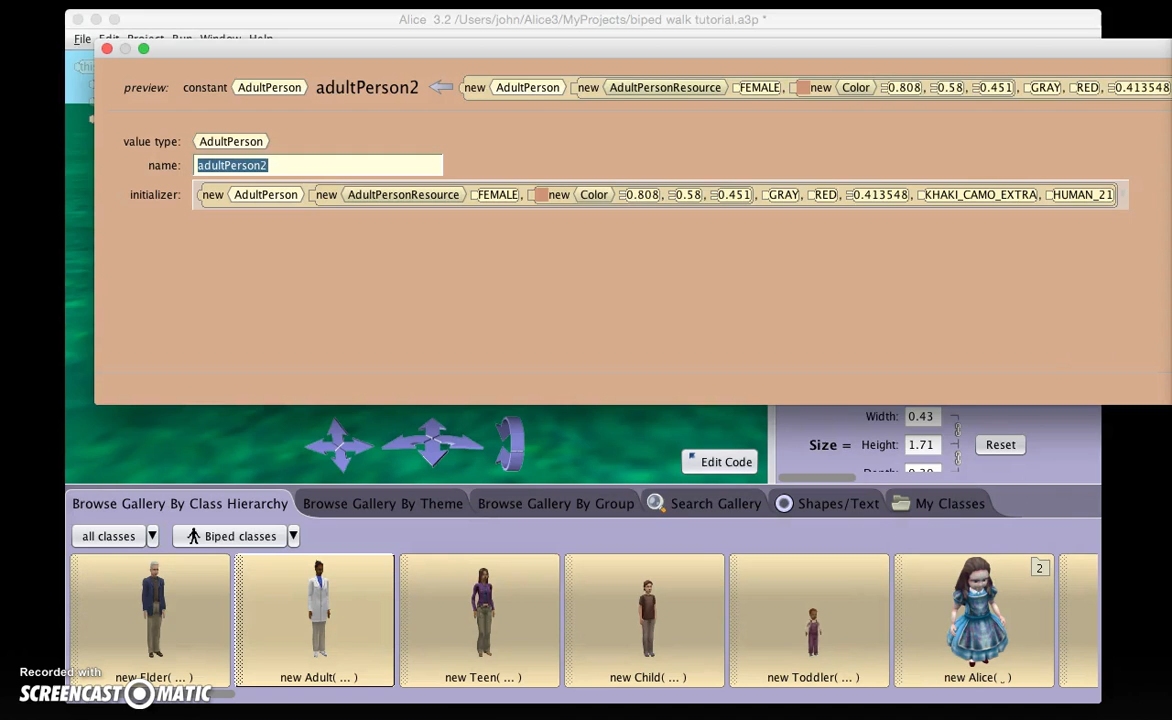 Alice 3.2 /Users/john/Alice3/MyProjects/biped walk tutorial.a3p *
File Edit Project Run Window Help
preview: constant AdultPerson adultPerson2 new AdultPerson new AdultPersonResource FEMALE, new Color 0.808, 0.58, 0.451, GRAY, RED, 0.413548
value type: AdultPerson
name: adultPerson2
initializer: new AdultPerson new AdultPersonResource FEMALE, new Color 0.808, 0.58, 0.451, GRAY, RED, 0.413548, KHAKI_CAMO_EXTRA, HUMAN_21
Width: 0.43
Size = Height: 1.71 Reset
Edit Code
Browse Gallery By Class Hierarchy Browse Gallery By Theme Browse Gallery By Group Search Gallery Shapes/Text My Classes
all classes Biped classes
2
new Elder( ... ) new Adult( ... ) new Teen( ... ) new Child( ... ) new Toddler( ... ) new Alice( )
Recorded with
SCREENCAST MATIC